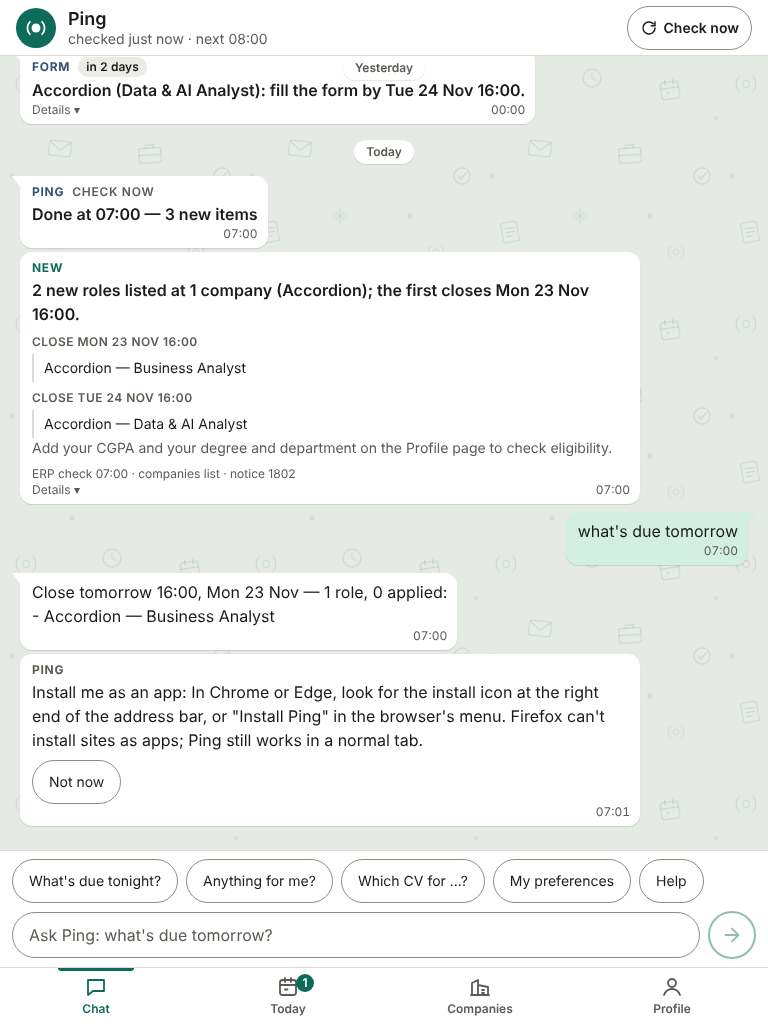 Ping
checked just now · next 08:00
Check now
FORM in 2 days
Yesterday
Accordion (Data & AI Analyst): fill the form by Tue 24 Nov 16:00.
Details ▾
00:00
Today
PING CHECK NOW
Done at 07:00 — 3 new items
07:00
NEW
2 new roles listed at 1 company (Accordion); the first closes Mon 23 Nov
16:00.
CLOSE MON 23 NOV 16:00
Accordion — Business Analyst
CLOSE TUE 24 NOV 16:00
Accordion — Data & AI Analyst
Add your CGPA and your degree and department on the Profile page to check eligibility.
ERP check 07:00 · companies list · notice 1802
Details ▾
07:00
what's due tomorrow
07:00
Close tomorrow 16:00, Mon 23 Nov — 1 role, 0 applied:
- Accordion — Business Analyst
07:00
PING
Install me as an app: In Chrome or Edge, look for the install icon at the right
end of the address bar, or "Install Ping" in the browser's menu. Firefox can't
install sites as apps; Ping still works in a normal tab.
Not now
07:01
What's due tonight?
Anything for me?
Which CV for ...?
My preferences
Help
Ask Ping: what's due tomorrow?
Chat
1
Today
Companies
Profile